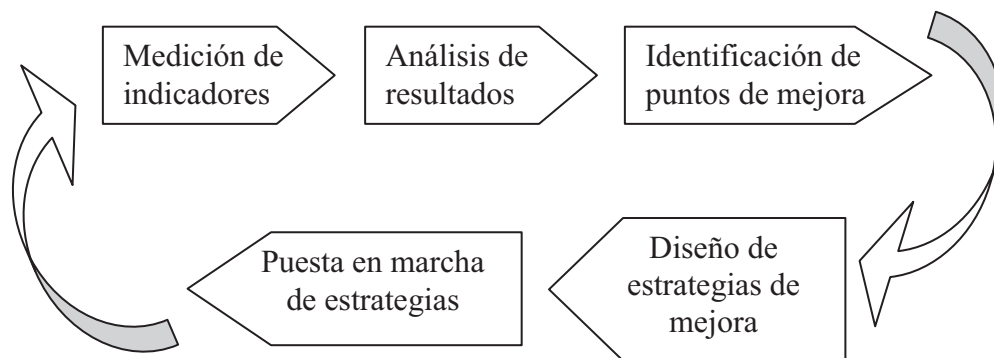 Medición de
indicadores
Análisis de
resultados
Identificación de
puntos de mejora
Diseño de
estrategias de
mejora
Puesta en marcha
de estrategias